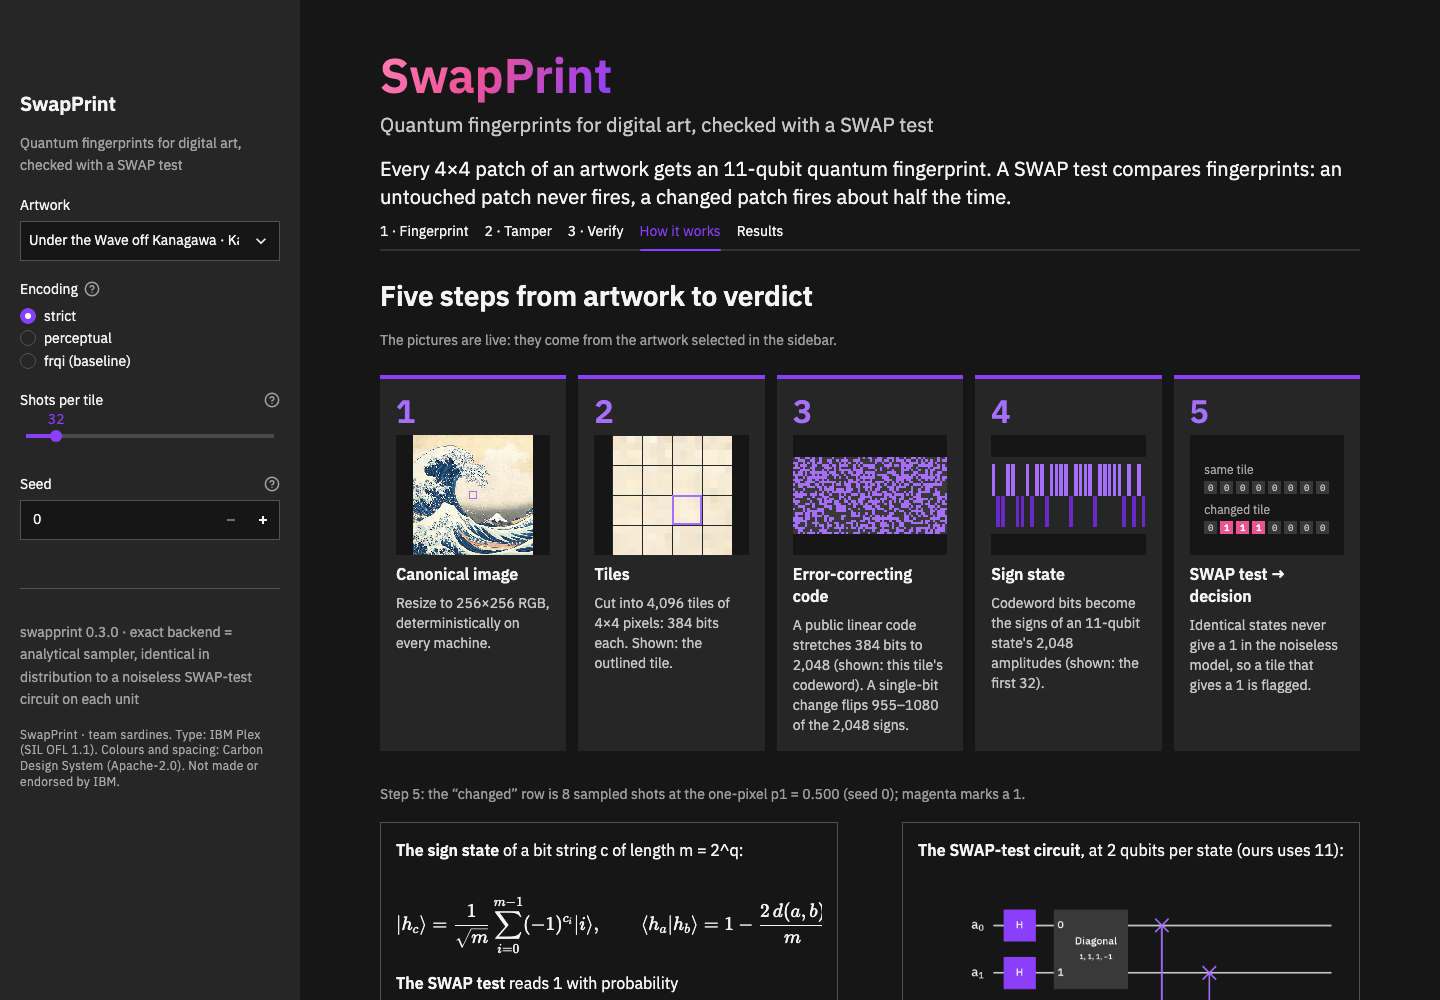 SwapPrint
Quantum fingerprints for digital art,
checked with a SWAP test
Artwork
Under the Wave off Kanagawa · Ka
Encoding
strict
perceptual
frqi (baseline)
Shots per tile
32
Seed
0
swapprint 0.3.0 · exact backend =
analytical sampler, identical in
distribution to a noiseless SWAP-test
circuit on each unit
SwapPrint · team sardines. Type: IBM Plex
(SIL OFL 1.1). Colours and spacing: Carbon
Design System (Apache-2.0). Not made or
endorsed by IBM.
SwapPrint
Quantum fingerprints for digital art, checked with a SWAP test
Every 4×4 patch of an artwork gets an 11-qubit quantum fingerprint. A SWAP test compares fingerprints: an
untouched patch never fires, a changed patch fires about half the time.
1 · Fingerprint 2 · Tamper 3 · Verify How it works Results
Five steps from artwork to verdict
The pictures are live: they come from the artwork selected in the sidebar.
1
Canonical image
Resize to 256×256 RGB,
deterministically on
every machine.
2
Tiles
Cut into 4,096 tiles of
4×4 pixels: 384 bits
each. Shown: the
outlined tile.
3
Error-correcting
code
A public linear code
stretches 384 bits to
2,048 (shown: this tile's
codeword). A single-bit
change flips 955–1080
of the 2,048 signs.
4
Sign state
Codeword bits become
the signs of an 11-qubit
state's 2,048
amplitudes (shown: the
first 32).
5
same tile
0 0 0 0 0 0 0 0
changed tile
0 1 1 1 0 0 0 0
SWAP test →
decision
Identical states never
give a 1 in the noiseless
model, so a tile that
gives a 1 is flagged.
Step 5: the “changed” row is 8 sampled shots at the one-pixel p1 = 0.500 (seed 0); magenta marks a 1.
The sign state of a bit string c of length m = 2^q:
|h_c⟩ = 1/√m ∑_{i=0}^{m−1} (−1)^{c_i}|i⟩, ⟨h_a|h_b⟩ = 1 − 2 d(a, b)/m
The SWAP test reads 1 with probability
The SWAP-test circuit, at 2 qubits per state (ours uses 11):
a0 H 0
Diagonal
1, 1, 1, −1
a1 H 1